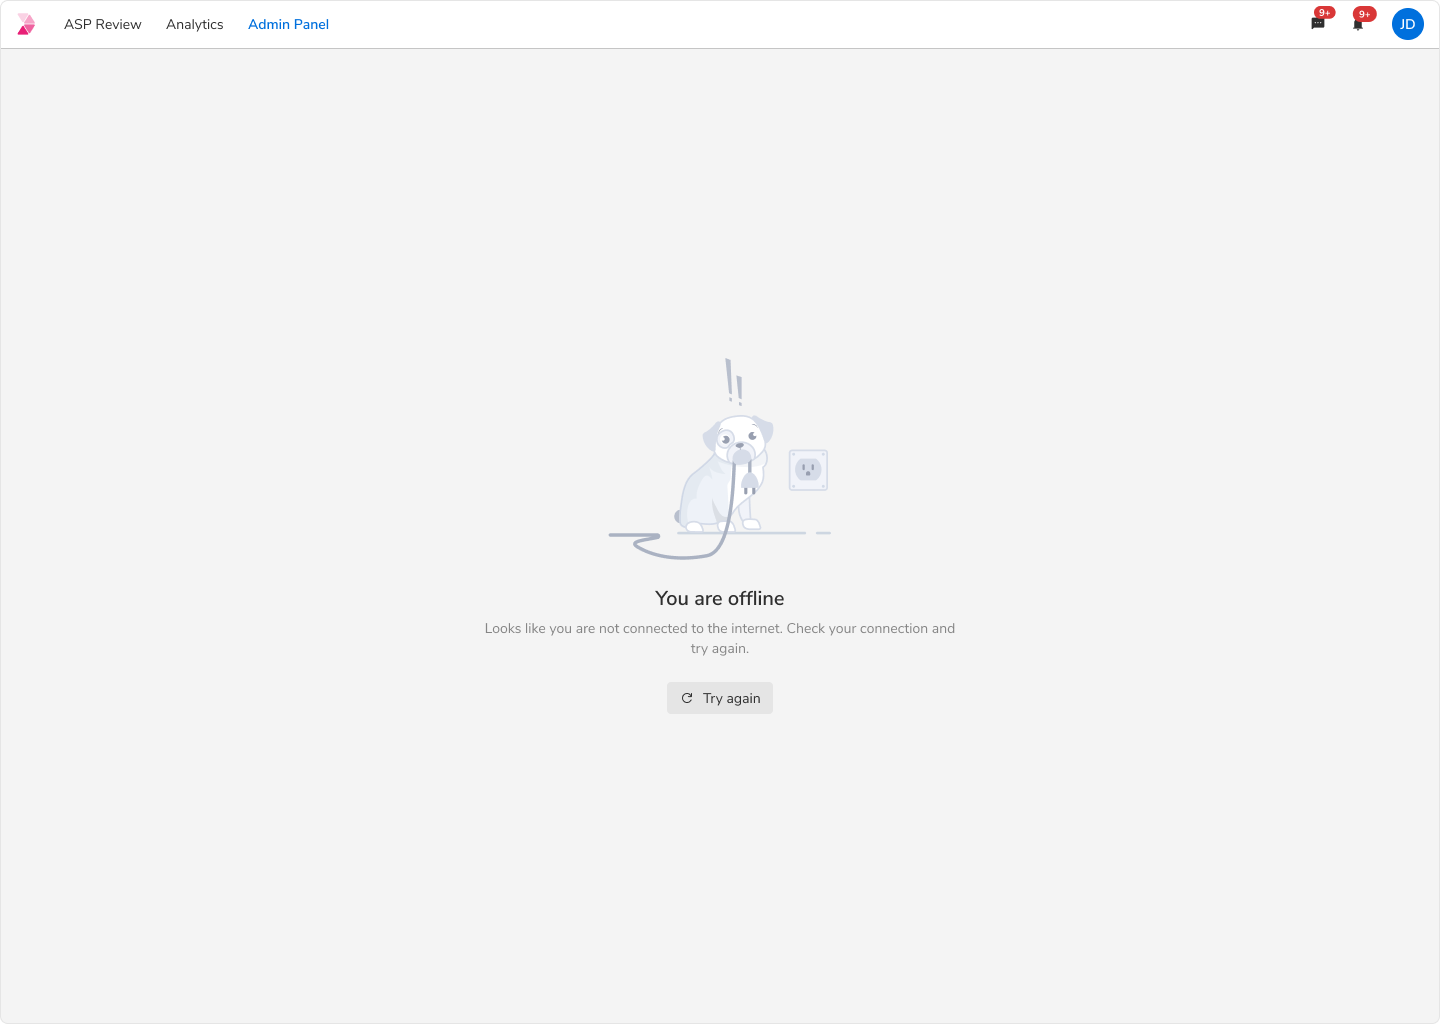 ASP Review
Analytics
Admin Panel
9+
9+
JD
You are offline
Looks like you are not connected to the internet. Check your connection and
try again.
Try again